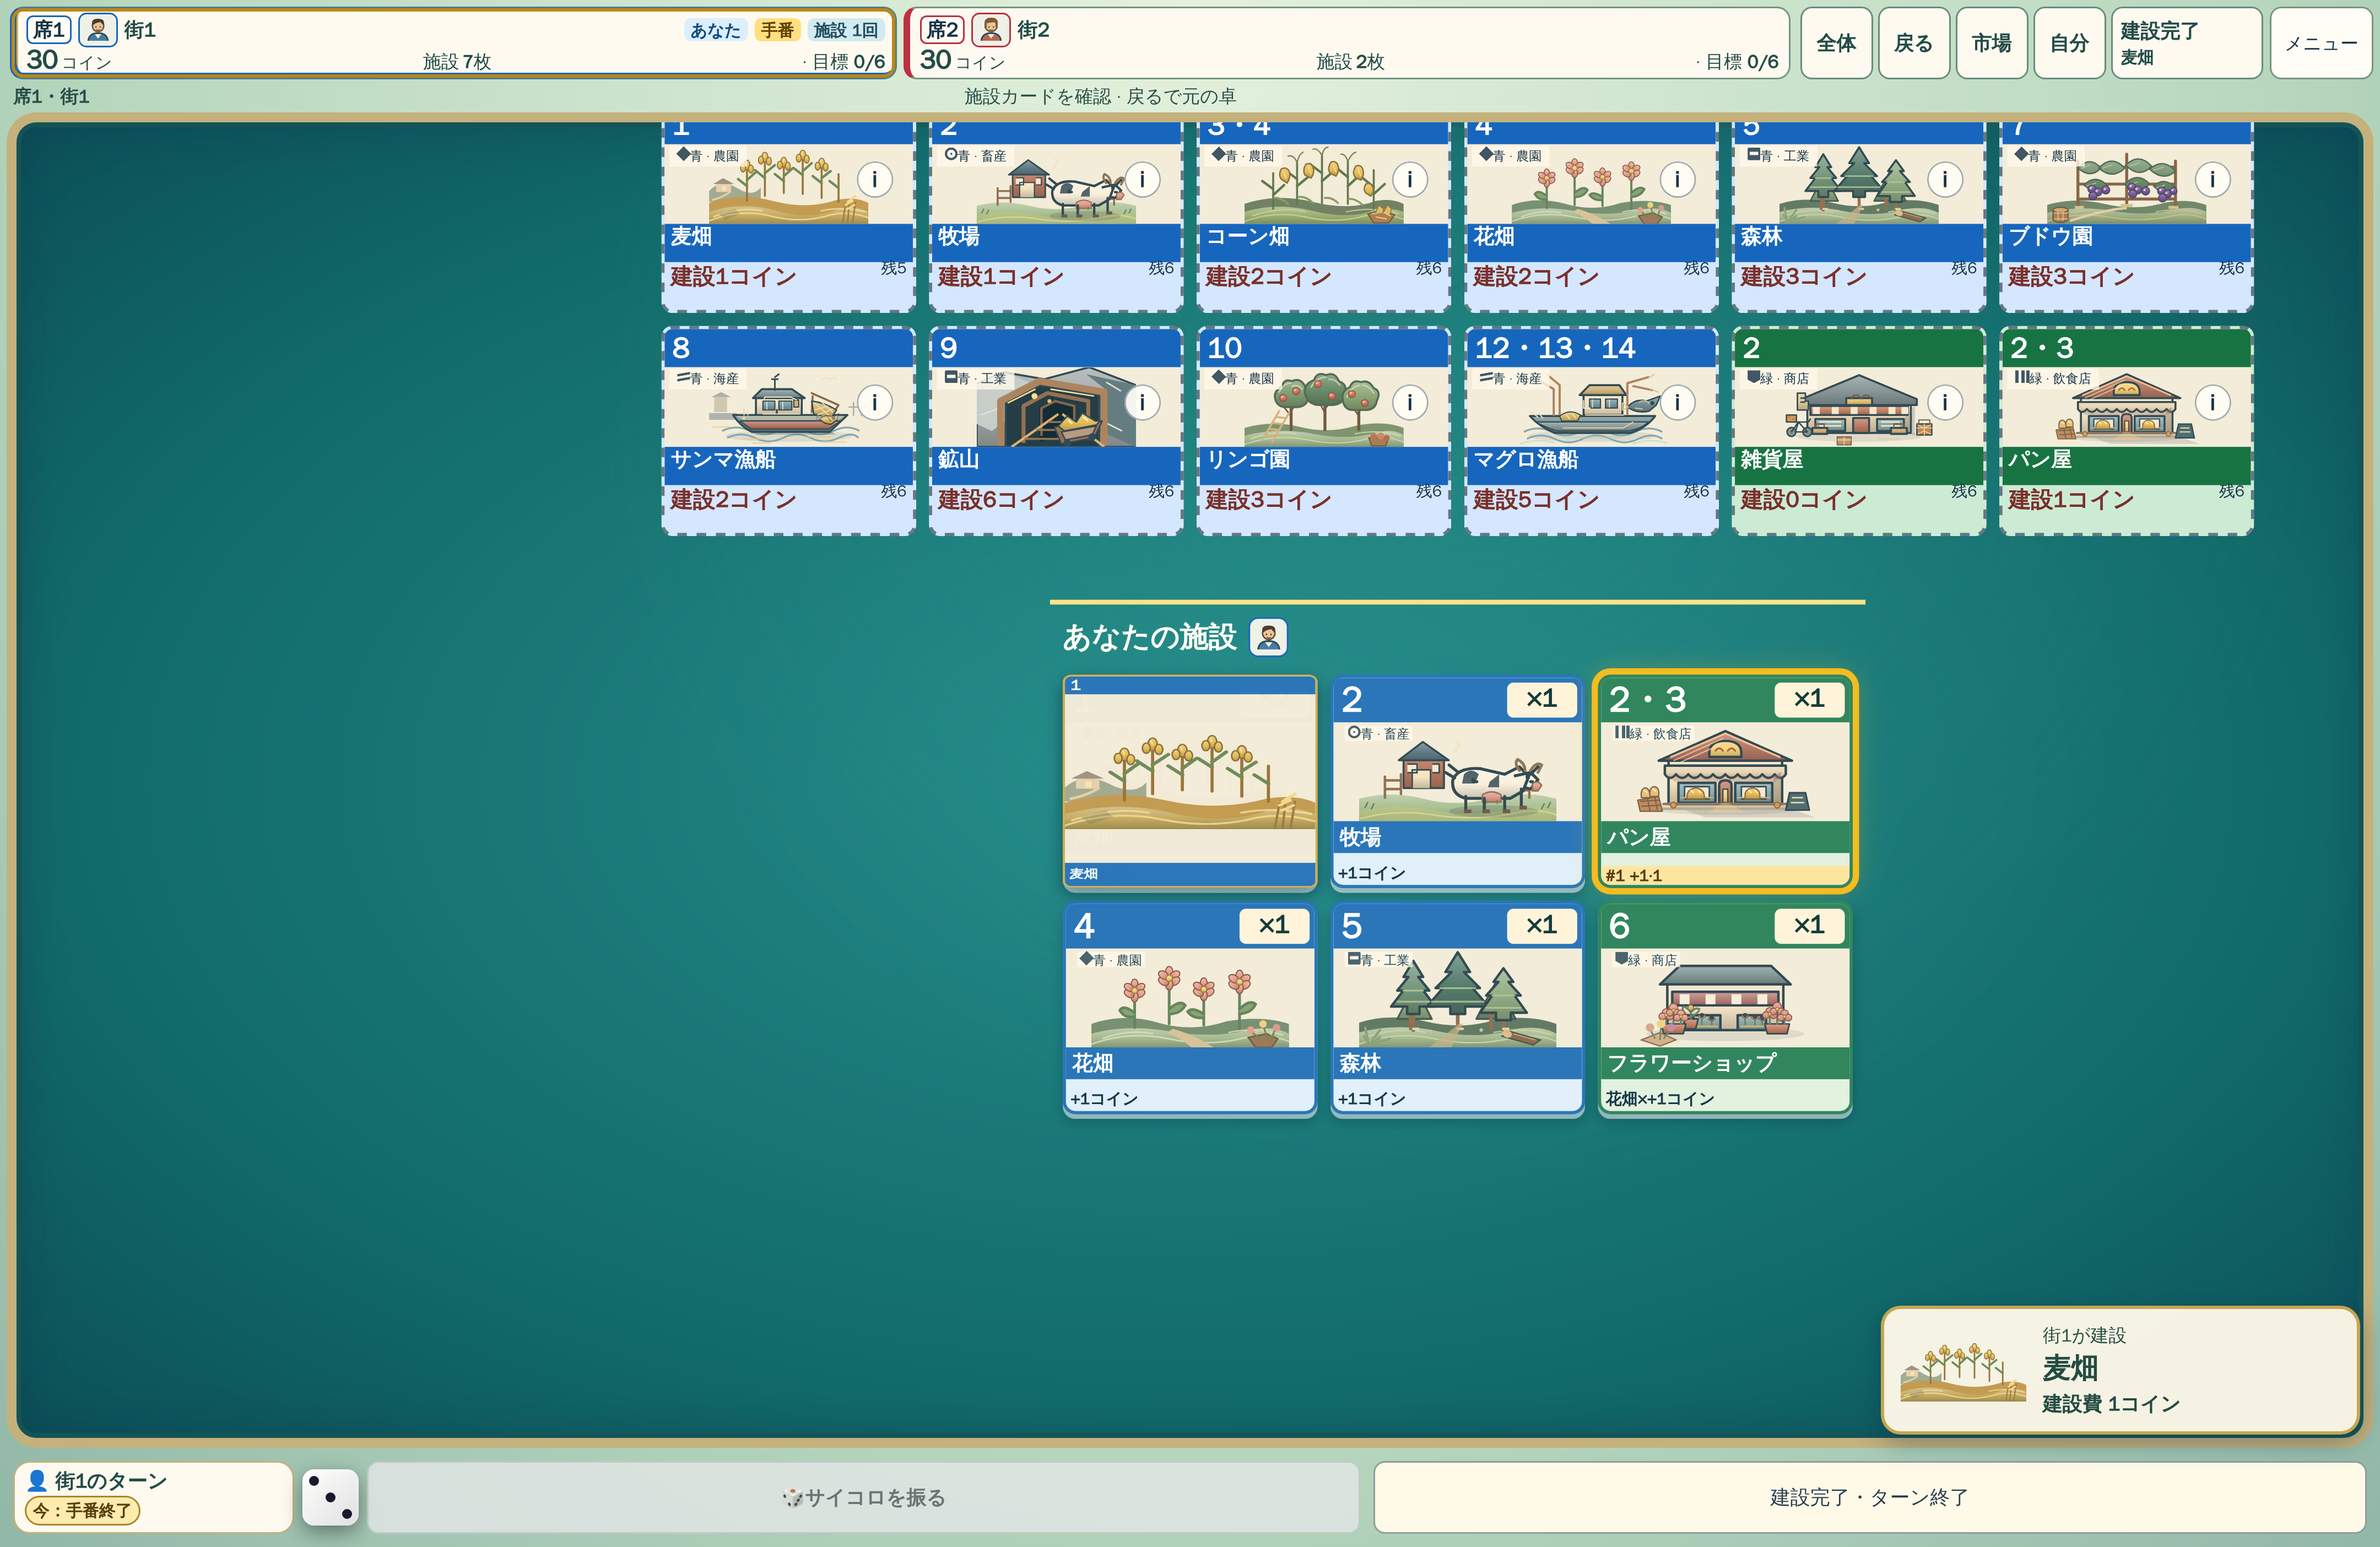 席1 街1 あなた 手番 施設 1回
30コイン 施設 7枚 · 目標 0/6
席2 街2
30コイン 施設 2枚 · 目標 0/6
全体
戻る
市場
自分
建設完了
麦畑
メニュー
席1・街1
施設カードを確認 · 戻るで元の卓
1
青 · 農園
i
麦畑
建設1コイン 残5
2
青 · 畜産
i
牧場
建設1コイン 残6
3・4
青 · 農園
i
コーン畑
建設2コイン 残6
4
青 · 農園
i
花畑
建設2コイン 残6
5
青 · 工業
i
森林
建設3コイン 残6
7
青 · 農園
i
ブドウ園
建設3コイン 残6
8
青 · 海産
i
サンマ漁船
建設2コイン 残6
9
青 · 工業
i
鉱山
建設6コイン 残6
10
青 · 農園
i
リンゴ園
建設3コイン 残6
12・13・14
青 · 海産
i
マグロ漁船
建設5コイン 残6
2
緑 · 商店
i
雑貨屋
建設0コイン 残6
2・3
緑 · 飲食店
i
パン屋
建設1コイン 残6
あなたの施設
1
麦畑
2 ×1
青 · 畜産
牧場
+1コイン
2・3 ×1
緑 · 飲食店
パン屋
#1 +1·1
4 ×1
青 · 農園
花畑
+1コイン
5 ×1
青 · 工業
森林
+1コイン
6 ×1
緑 · 商店
フラワーショップ
花畑×+1コイン
街1が建設
麦畑
建設費 1コイン
街1のターン
今：手番終了
サイコロを振る
建設完了・ターン終了